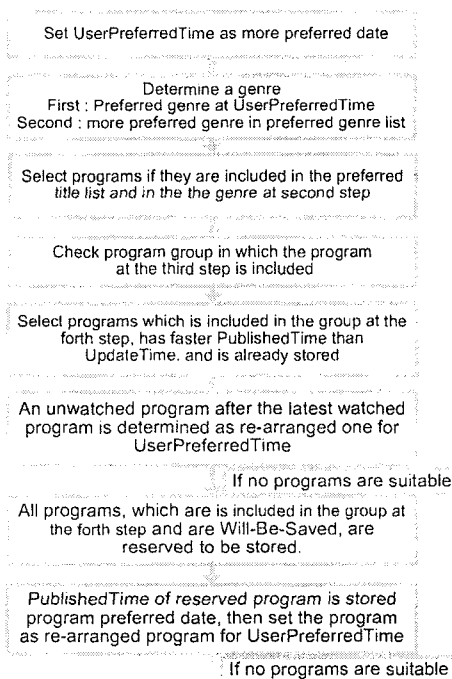 Set UserPreferredTime as more preferred date
Determine a genre
First : Preferred genre at UserPreferredTime
Second : more preferred genre in preferred genre list
Select programs if they are included in the preferred
title list and in the the genre at second step
Check program group in which the program
at the third step is included
Select programs which is included in the group at the
forth step, has faster PublishedTime than
UpdateTime. and is already stored
An unwatched program after the latest watched
program is determined as re-arranged one for
UserPreferredTime
If no programs are suitable
All programs, which are is included in the group at
the forth step and are Will-Be-Saved, are
reserved to be stored.
PublishedTime of reserved program is stored
program preferred date, then set the program
as re-arranged program for UserPreferredTime
If no programs are suitable